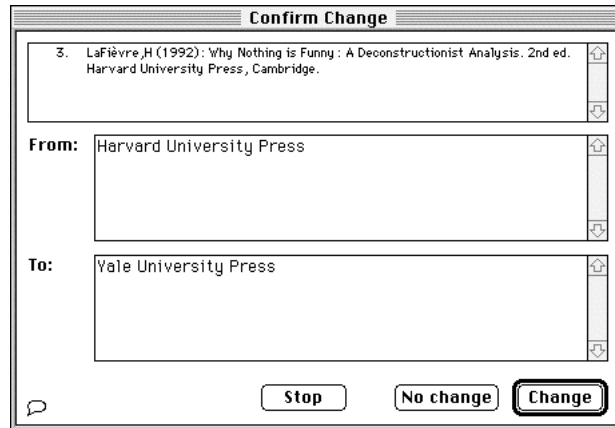 Confirm Change
3. LaFièvre,H (1992): Why Nothing is Funny : A Deconstructionist Analysis. 2nd ed.
Harvard University Press, Cambridge.
From: Harvard University Press
To: Yale University Press
Stop No change Change